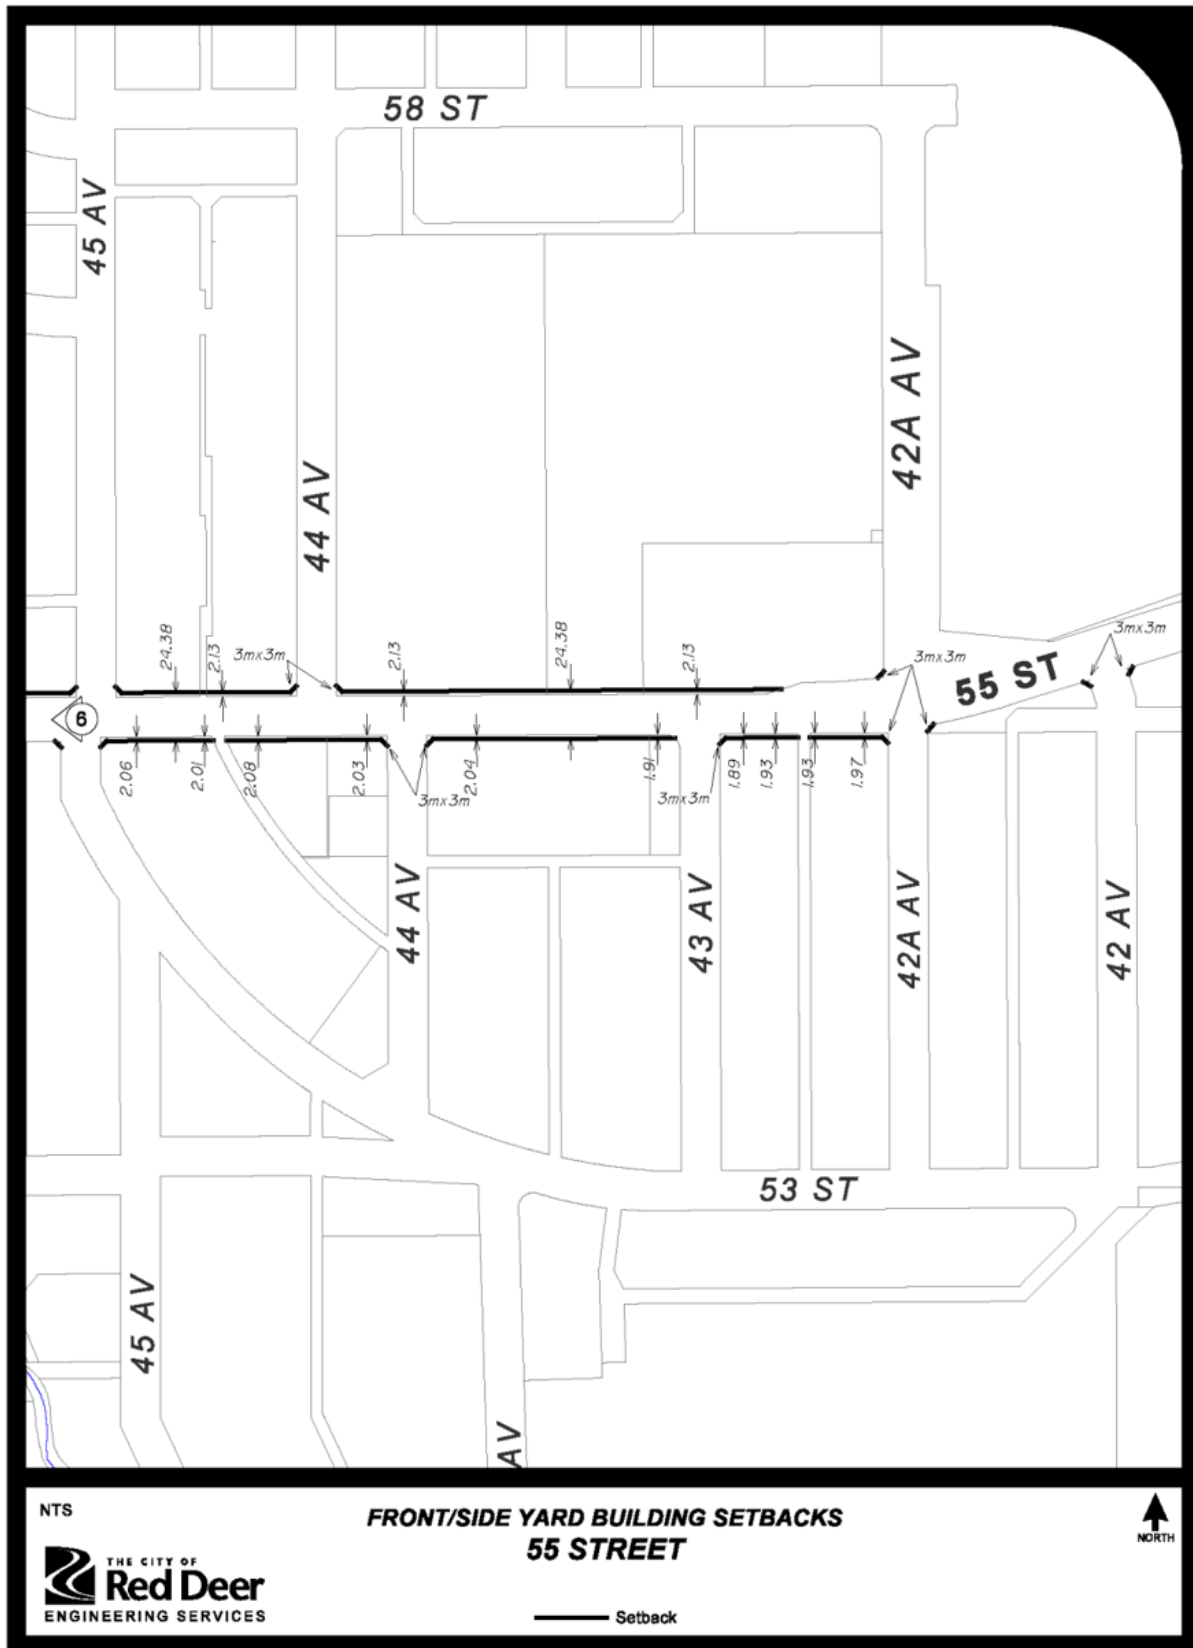 58 ST
45 AV
42A AV
44 AV
24.38
2.13
3mx3m
2.13
24.38
2.13
3mx3m
3mx3m
55 ST
6
2.06
2.01
2.08
2.03
3mx3m
2.04
1.91
3mx3m
1.89
1.93
1.93
1.97
44 AV
43 AV
42A AV
42 AV
53 ST
45 AV
AV
NTS
FRONT/SIDE YARD BUILDING SETBACKS
55 STREET
NORTH
THE CITY OF
Red Deer
ENGINEERING SERVICES
Setback